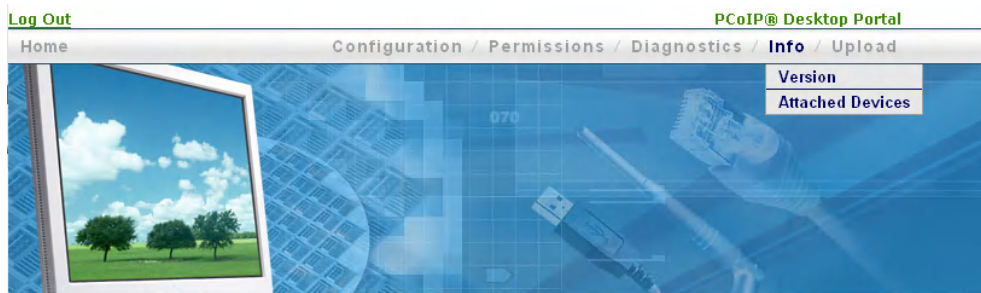 Log Out PCoIP® Desktop Portal
Home Configuration / Permissions / Diagnostics / Info / Upload
Version
Attached Devices
070